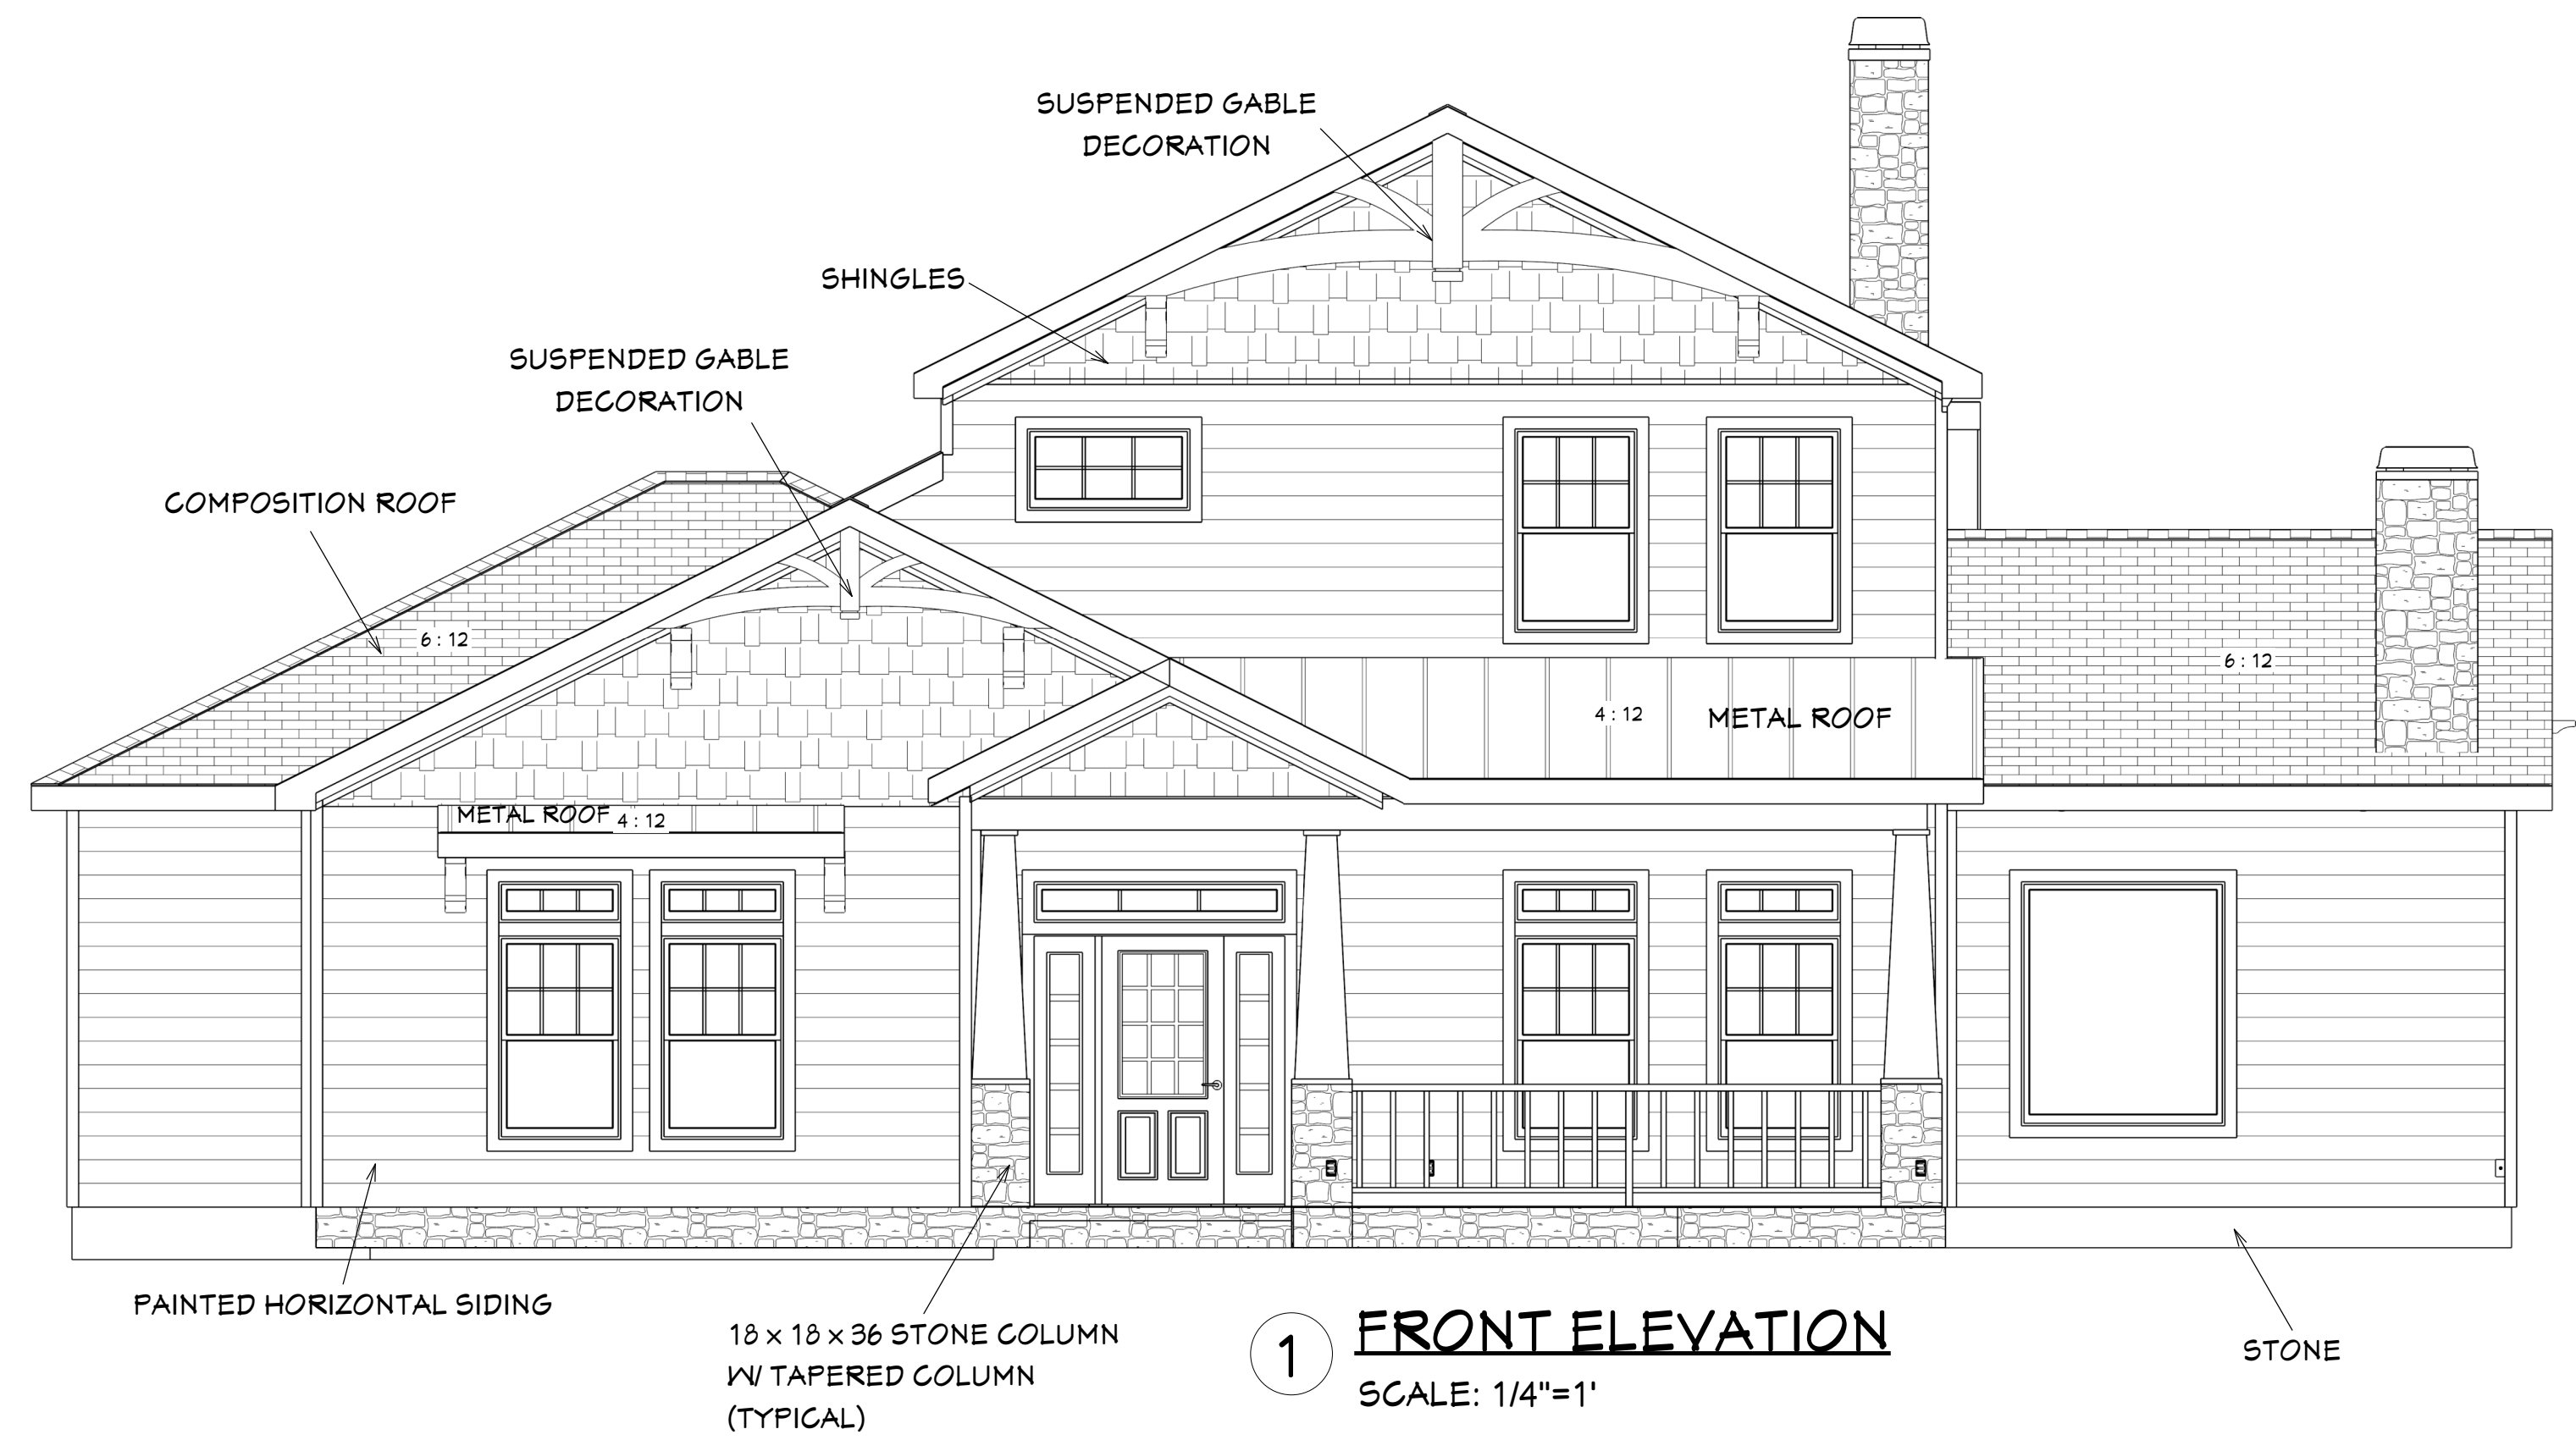 SUSPENDED GABLE
DECORATION
SHINGLES
SUSPENDED GABLE
DECORATION
COMPOSITION ROOF
6 : 12
6 : 12
4 : 12
METAL ROOF
METAL ROOF
4 : 12
PAINTED HORIZONTAL SIDING
18 x 18 x 36 STONE COLUMN
W/ TAPERED COLUMN
(TYPICAL)
1
FRONT ELEVATION
SCALE: 1/4"=1'
STONE